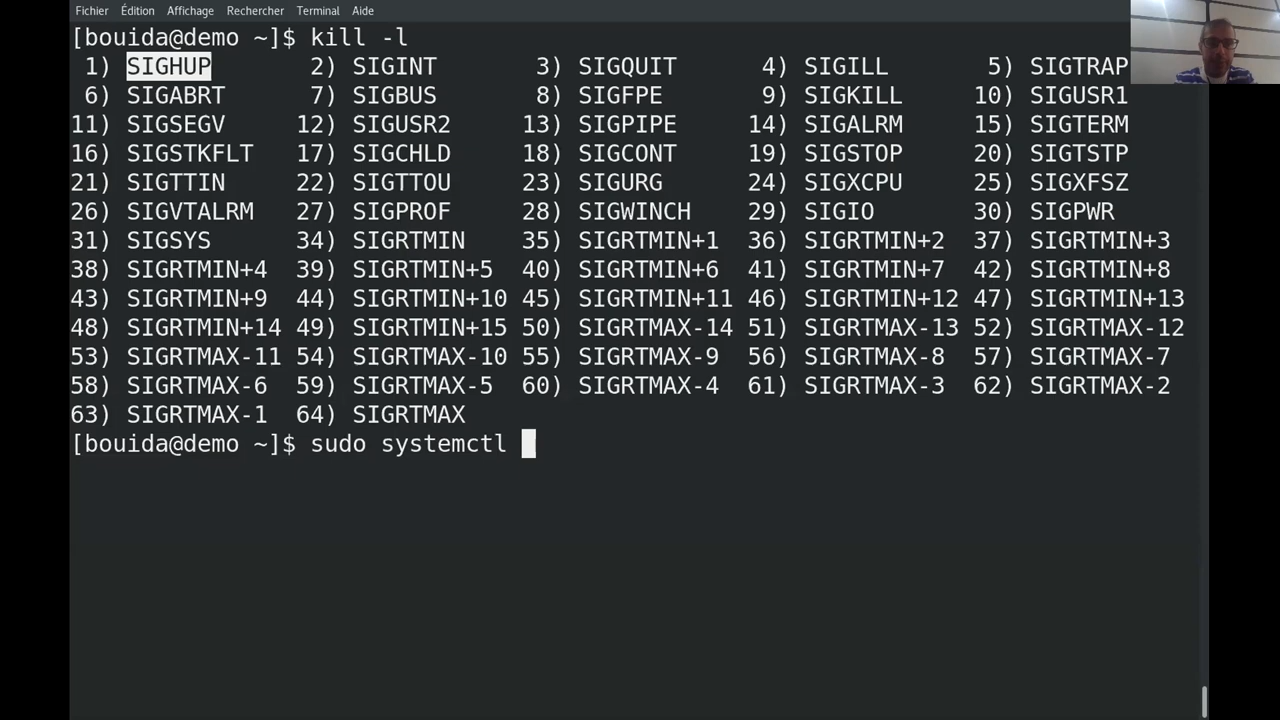 Fichier Édition Affichage Rechercher Terminal Aide
[bouida@demo ~]$ kill -l
1) SIGHUP 2) SIGINT 3) SIGQUIT 4) SIGILL 5) SIGTRAP
6) SIGABRT 7) SIGBUS 8) SIGFPE 9) SIGKILL 10) SIGUSR1
11) SIGSEGV 12) SIGUSR2 13) SIGPIPE 14) SIGALRM 15) SIGTERM
16) SIGSTKFLT 17) SIGCHLD 18) SIGCONT 19) SIGSTOP 20) SIGTSTP
21) SIGTTIN 22) SIGTTOU 23) SIGURG 24) SIGXCPU 25) SIGXFSZ
26) SIGVTALRM 27) SIGPROF 28) SIGWINCH 29) SIGIO 30) SIGPWR
31) SIGSYS 34) SIGRTMIN 35) SIGRTMIN+1 36) SIGRTMIN+2 37) SIGRTMIN+3
38) SIGRTMIN+4 39) SIGRTMIN+5 40) SIGRTMIN+6 41) SIGRTMIN+7 42) SIGRTMIN+8
43) SIGRTMIN+9 44) SIGRTMIN+10 45) SIGRTMIN+11 46) SIGRTMIN+12 47) SIGRTMIN+13
48) SIGRTMIN+14 49) SIGRTMIN+15 50) SIGRTMAX-14 51) SIGRTMAX-13 52) SIGRTMAX-12
53) SIGRTMAX-11 54) SIGRTMAX-10 55) SIGRTMAX-9 56) SIGRTMAX-8 57) SIGRTMAX-7
58) SIGRTMAX-6 59) SIGRTMAX-5 60) SIGRTMAX-4 61) SIGRTMAX-3 62) SIGRTMAX-2
63) SIGRTMAX-1 64) SIGRTMAX
[bouida@demo ~]$ sudo systemctl